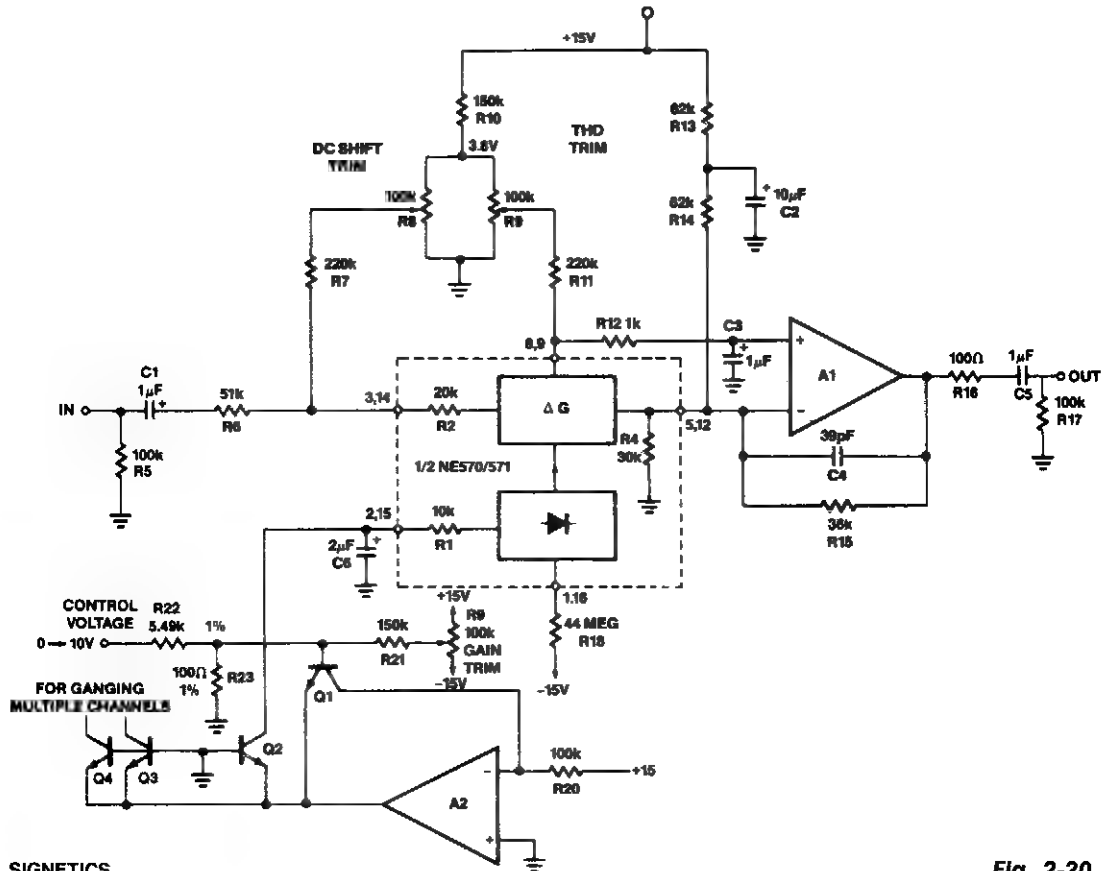 +15V
150k
R10
3.8V
DC SHIFT
TRIM
THD
TRIM
62k
R13
100k
R8
100k
R9
62k
R14
+
10µF
C2
220k
R7
220k
R11
8,9
R12 1k
C3
+
1µF
+
A1
−
100Ω
R16
1µF
C5
OUT
100k
R17
C1
1µF
+
IN
51k
R6
100k
R5
3,14
20k
R2
Δ G
R4
30k
5,12
1/2 NE570/571
39pF
C4
36k
R15
2,15
10k
R1
2µF
C6
+
1,16
44 MEG
R18
−15V
CONTROL
VOLTAGE
0 → 10V
R22
5.49k
1%
100Ω
1%
R23
150k
R21
+15V
R9
100k
GAIN
TRIM
−15V
FOR GANGING
MULTIPLE CHANNELS
Q1
Q4
Q3
Q2
A2
−
+
100k
R20
+15
SIGNETICS
Fig. 2-20